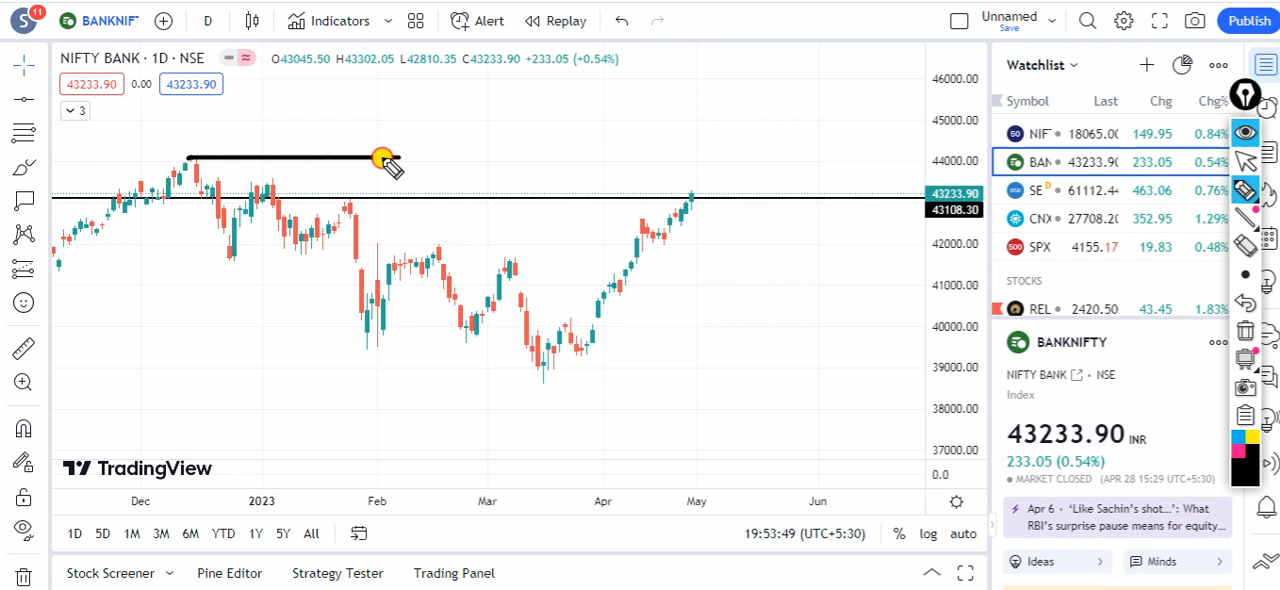 S 11 BANKNIF D Indicators Alert Replay Unnamed Save Publish
NIFTY BANK · 1D · NSE O43045.50 H43302.05 L42810.35 C43233.90 +233.05 (+0.54%)
43233.90 0.00 43233.90
3
46000.00
45000.00
44000.00
43233.90
43108.30
42000.00
41000.00
40000.00
39000.00
38000.00
37000.00
0.0
TradingView
Dec 2023 Feb Mar Apr May Jun
1D 5D 1M 3M 6M YTD 1Y 5Y All 19:53:49 (UTC+5:30) % log auto
Stock Screener Pine Editor Strategy Tester Trading Panel
Watchlist
Symbol Last Chg Chg%
50 NIF 18065.0 149.95 0.84%
BAN 43233.90 233.05 0.54%
SE D 61112.4 463.06 0.76%
CNX 27708.20 352.95 1.29%
500 SPX 4155.17 19.83 0.48%
STOCKS
REL 2420.50 43.45 1.83%
BANKNIFTY
NIFTY BANK · NSE
Index
43233.90 INR
233.05 (0.54%)
MARKET CLOSED (APR 28 15:29 UTC+5:30)
Apr 6 · ‘Like Sachin's shot...’: What
RBI's surprise pause means for equity...
Ideas Minds